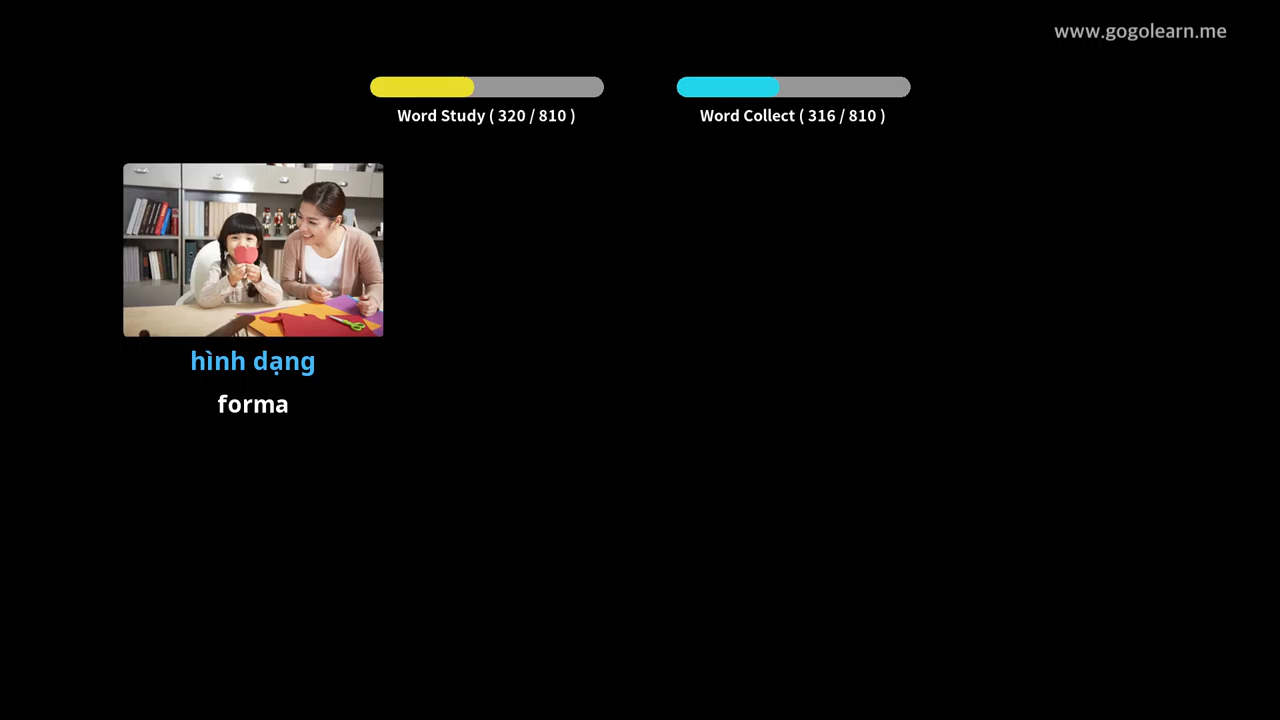 www.gogolearn.me
Word Study ( 320 / 810 )
Word Collect ( 316 / 810 )
hình dạng
forma